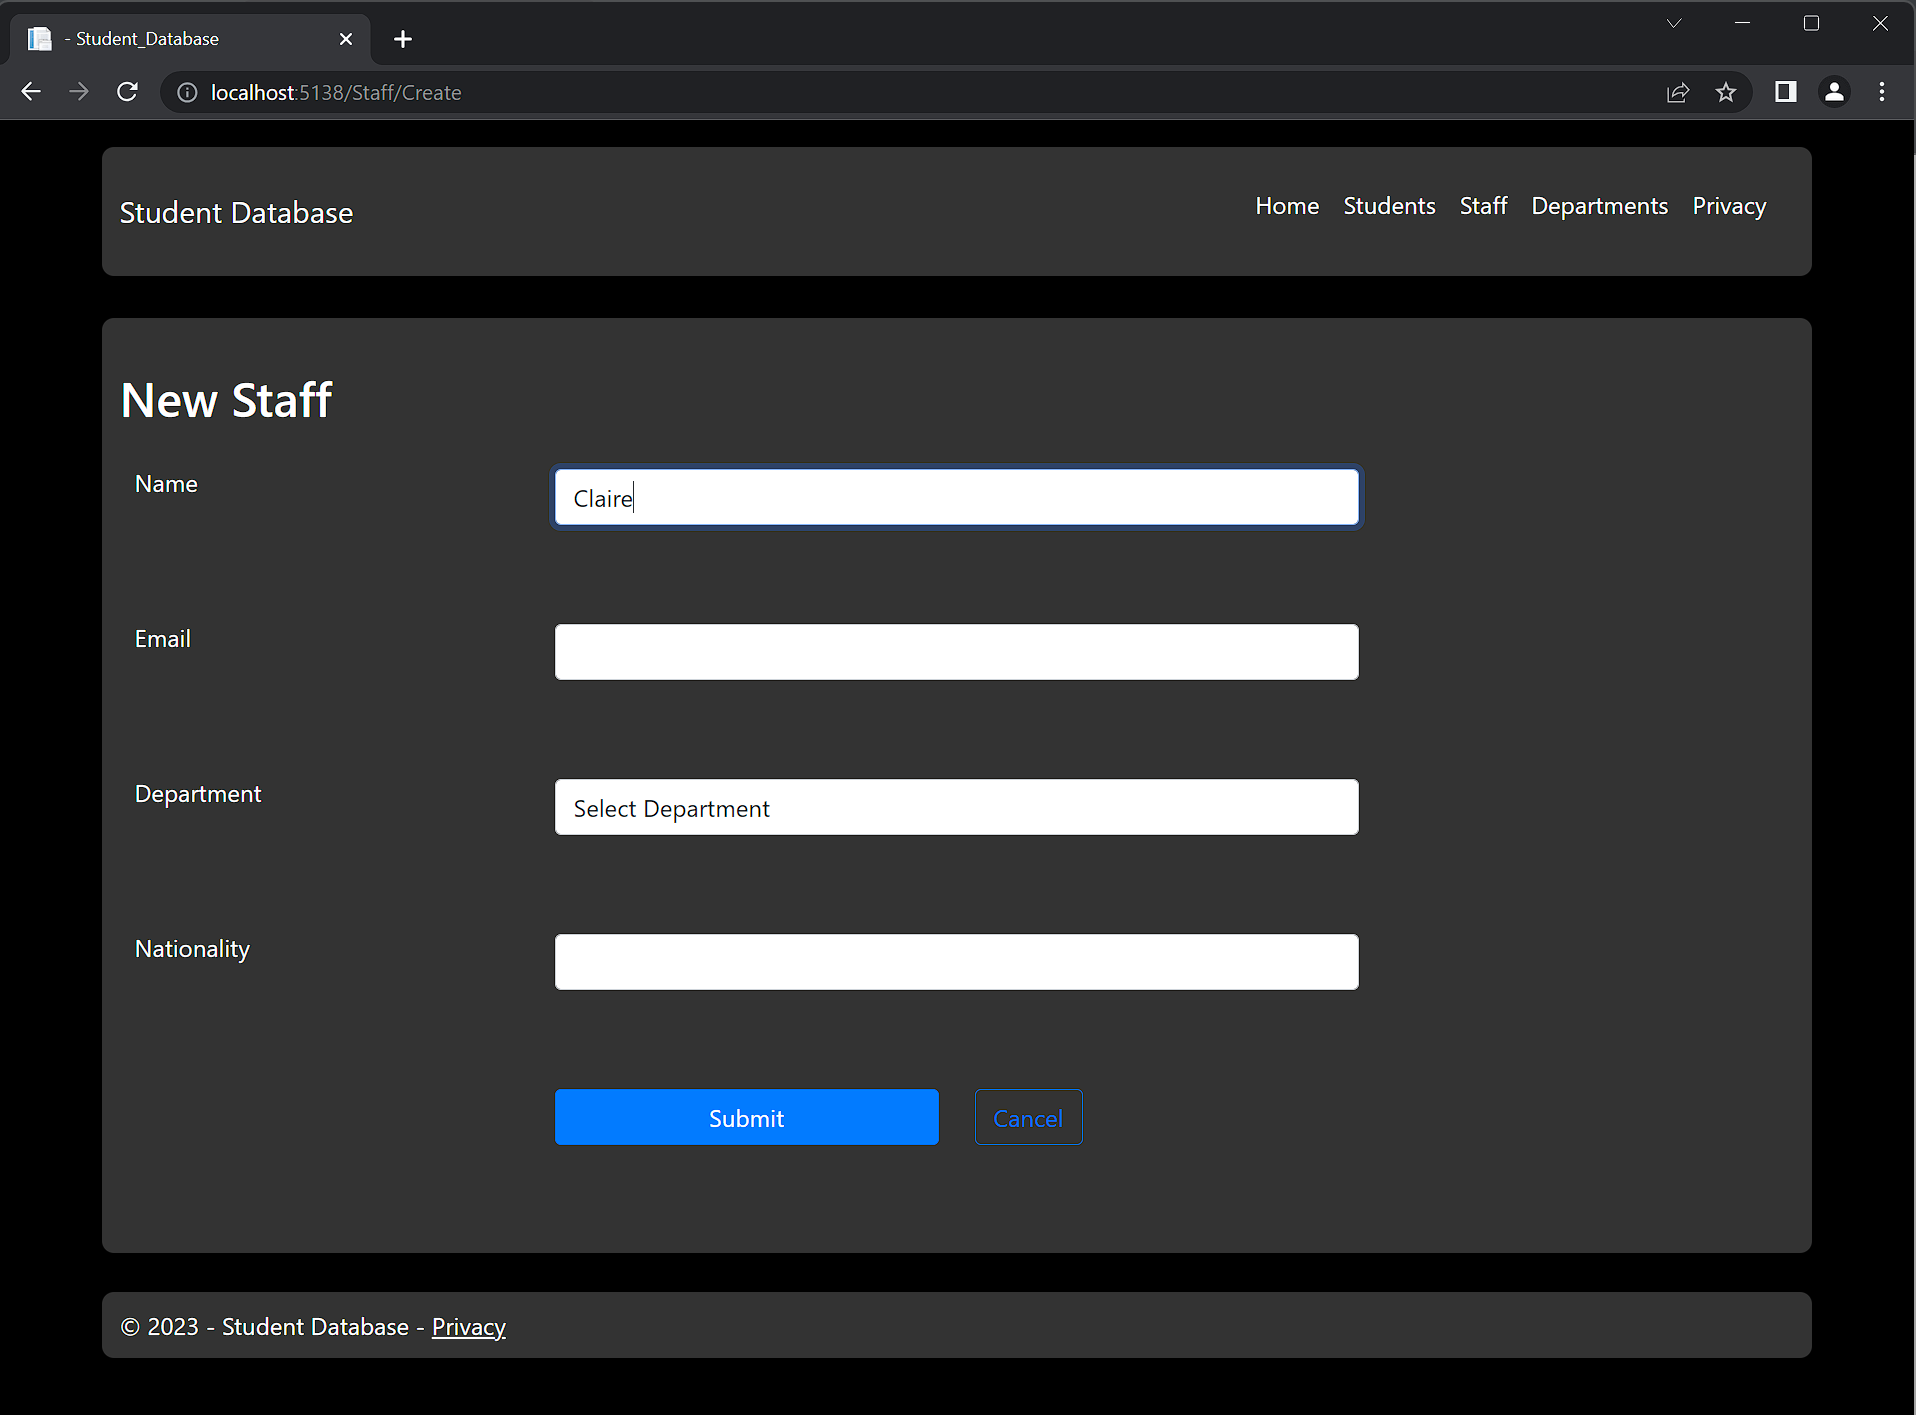 - Student_Database
localhost:5138/Staff/Create
Student Database
Home Students Staff Departments Privacy
New Staff
Name
Claire
Email
Department
Select Department
Nationality
Submit Cancel
© 2023 - Student Database - Privacy